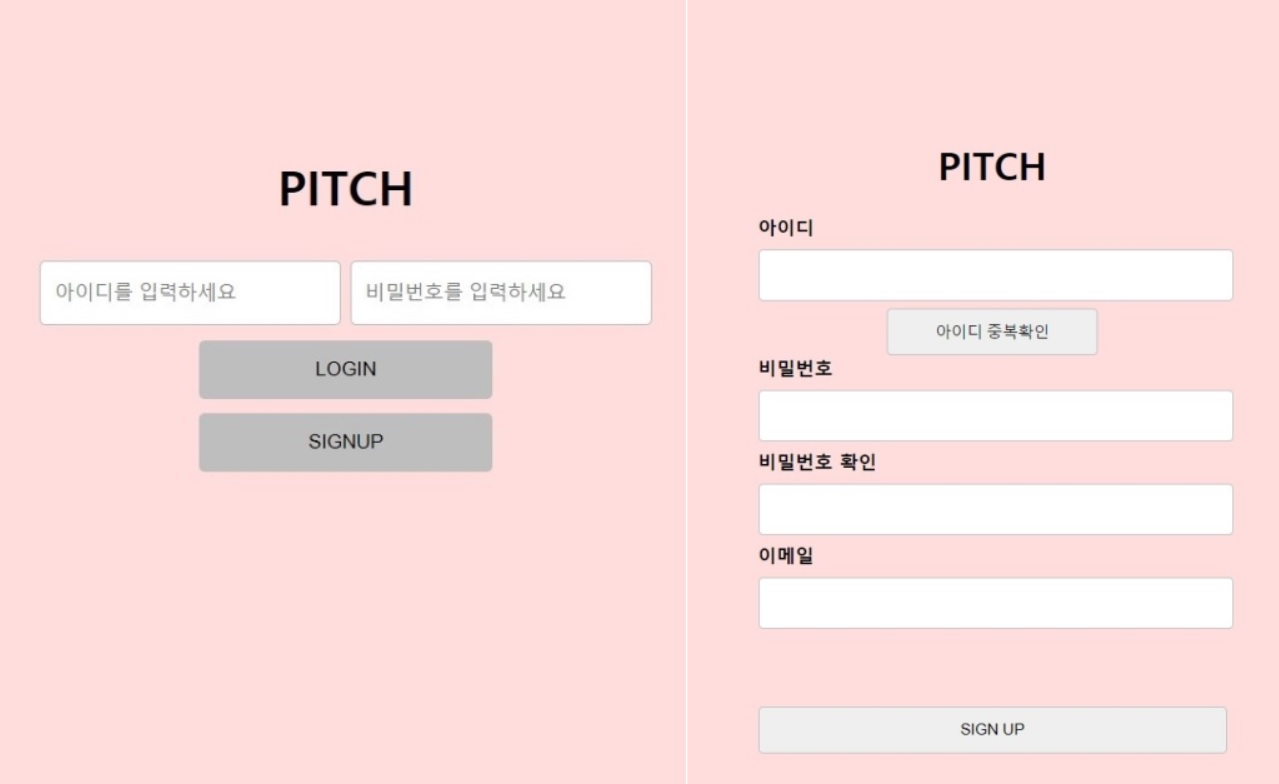 PITCH
아이디를 입력하세요 비밀번호를 입력하세요
LOGIN
SIGNUP
PITCH
아이디
아이디 중복확인
비밀번호
비밀번호 확인
이메일
SIGN UP